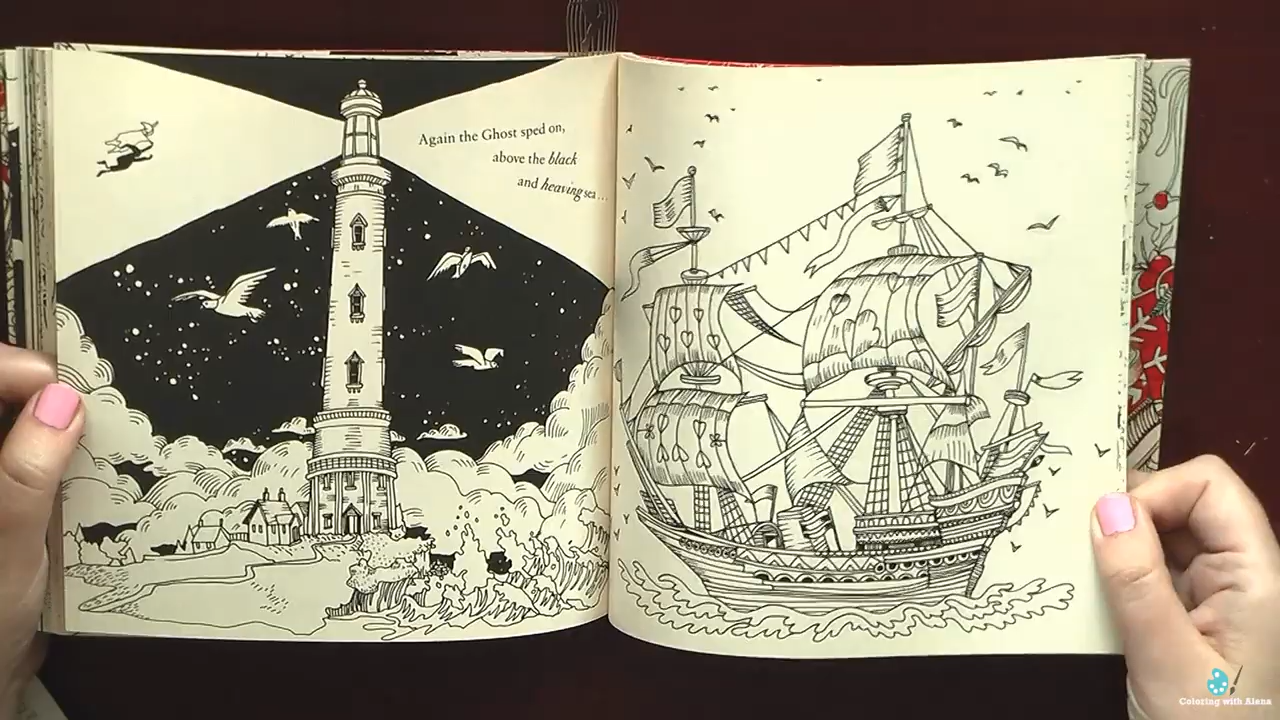 Again the Ghost sped on,
above the black
and heaving sea...
Coloring with Alena